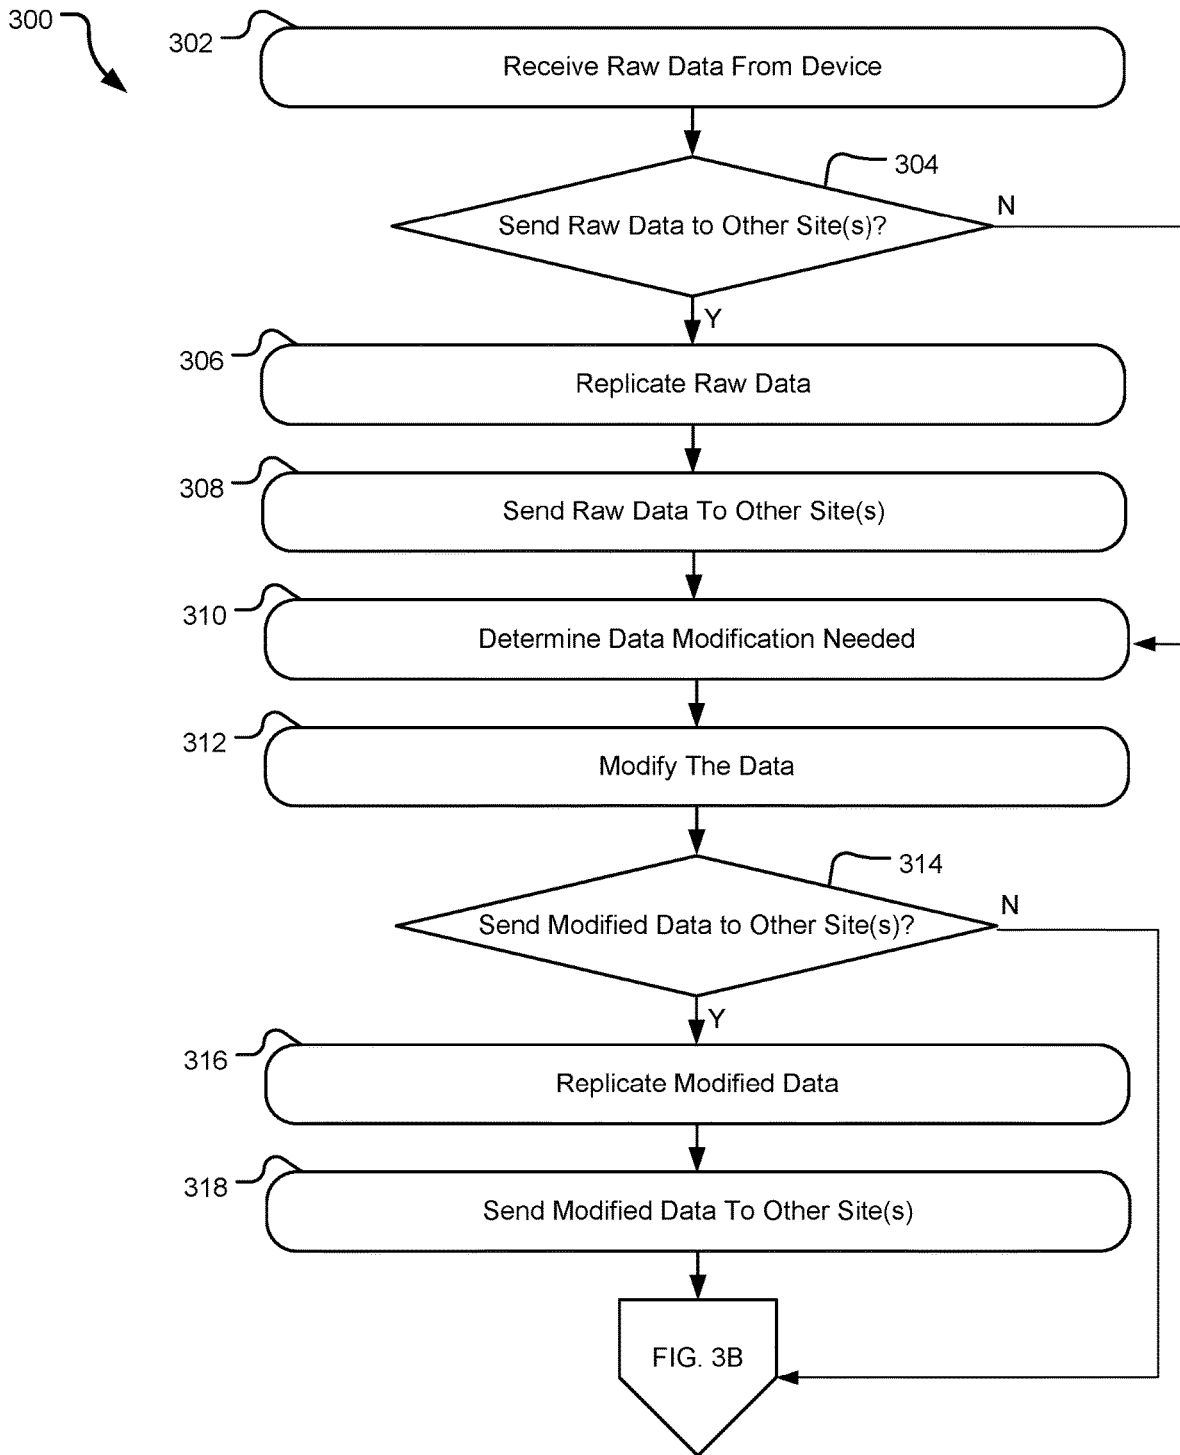 300
302
Receive Raw Data From Device
304
Send Raw Data to Other Site(s)?
N
Y
306
Replicate Raw Data
308
Send Raw Data To Other Site(s)
310
Determine Data Modification Needed
312
Modify The Data
314
Send Modified Data to Other Site(s)?
N
Y
316
Replicate Modified Data
318
Send Modified Data To Other Site(s)
FIG. 3B